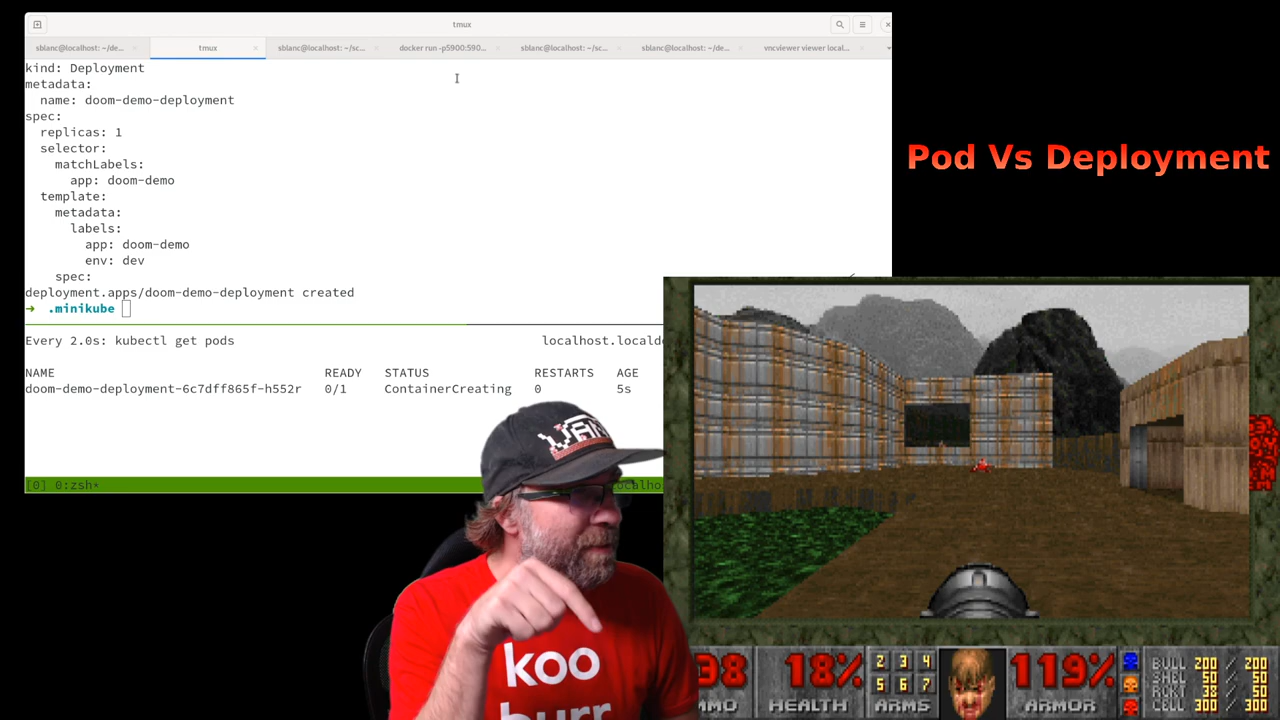 tmux
sblanc@localhost: ~/de...
tmux
sblanc@localhost: ~/sc...
docker run -p5900:590...
sblanc@localhost: ~/sc...
sblanc@localhost: ~/de...
vncviewer viewer local...
kind: Deployment
metadata:
  name: doom-demo-deployment
spec:
  replicas: 1
  selector:
    matchLabels:
      app: doom-demo
  template:
    metadata:
      labels:
        app: doom-demo
        env: dev
    spec:
deployment.apps/doom-demo-deployment created
→ .minikube
Every 2.0s: kubectl get pods localhost.localdo
NAME READY STATUS RESTARTS AGE
doom-demo-deployment-6c7dff865f-h552r 0/1 ContainerCreating 0 5s
[0] 0:zsh*
Pod Vs Deployment
koo
burr
18%
HEALTH
2 3 4
5 6 7
ARMS
119%
ARMOR
BULL 200 / 200
SHEL 50 / 50
RCKT 38 / 50
CELL 300 / 300